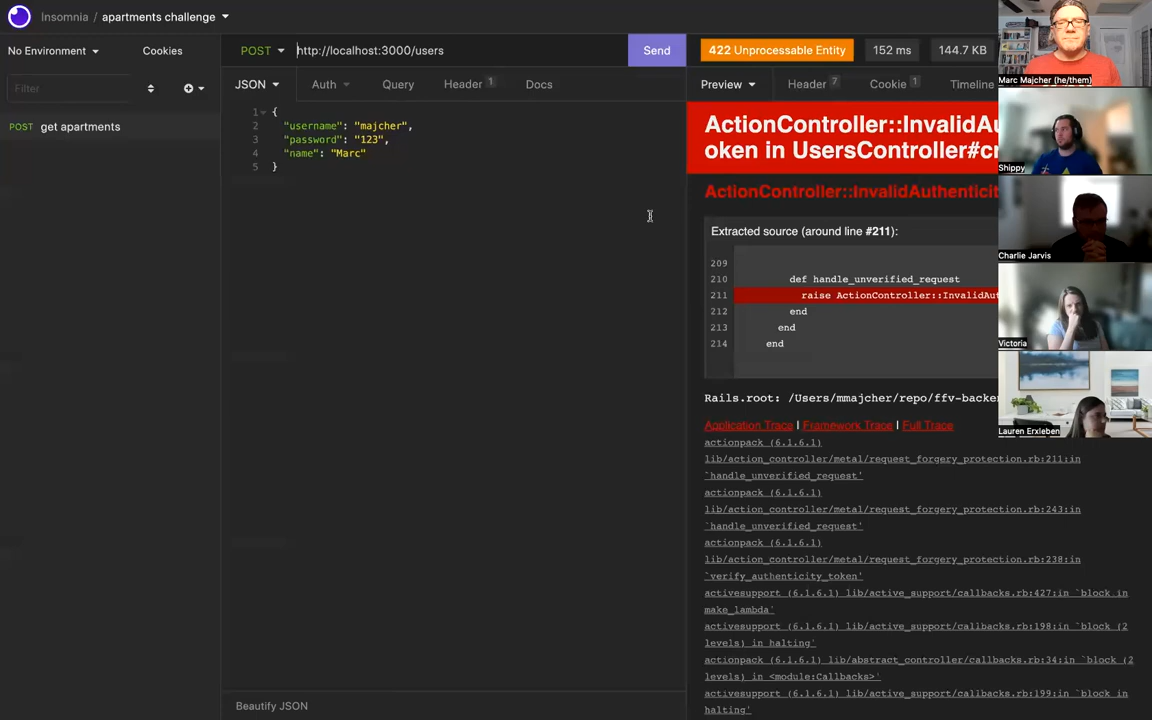 Insomnia / apartments challenge
No Environment
Cookies
Filter
POST get apartments
POST http://localhost:3000/users
Send
JSON
Auth
Query
Header 1
Docs
1 {
2 "username": "majcher",
3 "password": "123",
4 "name": "Marc"
5 }
Beautify JSON
422 Unprocessable Entity
152 ms
144.7 KB
Preview
Header 7
Cookie 1
Timeline
ActionController::InvalidAu
oken in UsersController#cr
ActionController::InvalidAuthenticit
Extracted source (around line #211):
209
210 def handle_unverified_request
211 raise ActionController::InvalidAut
212 end
213 end
214 end
Rails.root: /Users/mmajcher/repo/ffv-backe
Application Trace | Framework Trace | Full Trace
actionpack (6.1.6.1)
lib/action_controller/metal/request_forgery_protection.rb:211:in
`handle_unverified_request'
actionpack (6.1.6.1)
lib/action_controller/metal/request_forgery_protection.rb:243:in
`handle_unverified_request'
actionpack (6.1.6.1)
lib/action_controller/metal/request_forgery_protection.rb:238:in
`verify_authenticity_token'
activesupport (6.1.6.1) lib/active_support/callbacks.rb:427:in `block in
make_lambda'
activesupport (6.1.6.1) lib/active_support/callbacks.rb:198:in `block (2
levels) in halting'
actionpack (6.1.6.1) lib/abstract_controller/callbacks.rb:34:in `block (2
levels) in <module:Callbacks>'
activesupport (6.1.6.1) lib/active_support/callbacks.rb:199:in `block in
halting'
Marc Majcher (he/them)
Shippy
Charlie Jarvis
Victoria
Lauren Erxleben